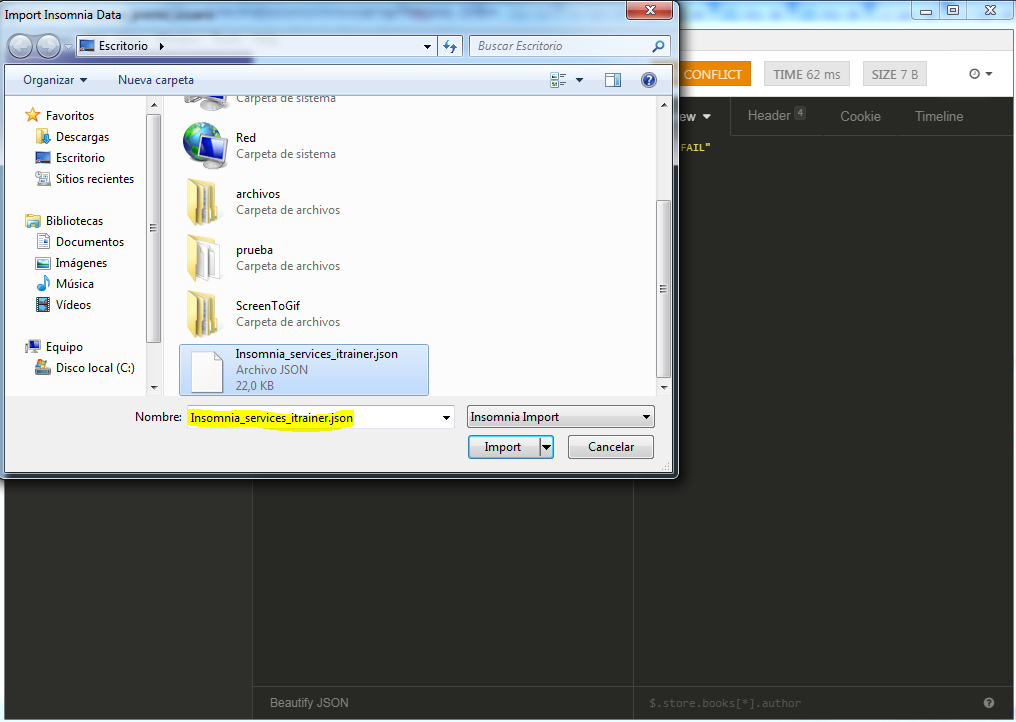 Import Insomnia Data
Escritorio
Buscar Escritorio
Organizar
Nueva carpeta
Favoritos
Descargas
Escritorio
Sitios recientes
Bibliotecas
Documentos
Imágenes
Música
Vídeos
Equipo
Disco local (C:)
Carpeta de sistema
Red
Carpeta de sistema
archivos
Carpeta de archivos
prueba
Carpeta de archivos
ScreenToGif
Carpeta de archivos
Insomnia_services_itrainer.json
Archivo JSON
22,0 KB
Nombre: Insomnia_services_itrainer.json
Insomnia Import
Import
Cancelar
CONFLICT
TIME 62 ms
SIZE 7 B
ew
Header 4
Cookie
Timeline
FAIL"
Beautify JSON
$.store.books[*].author